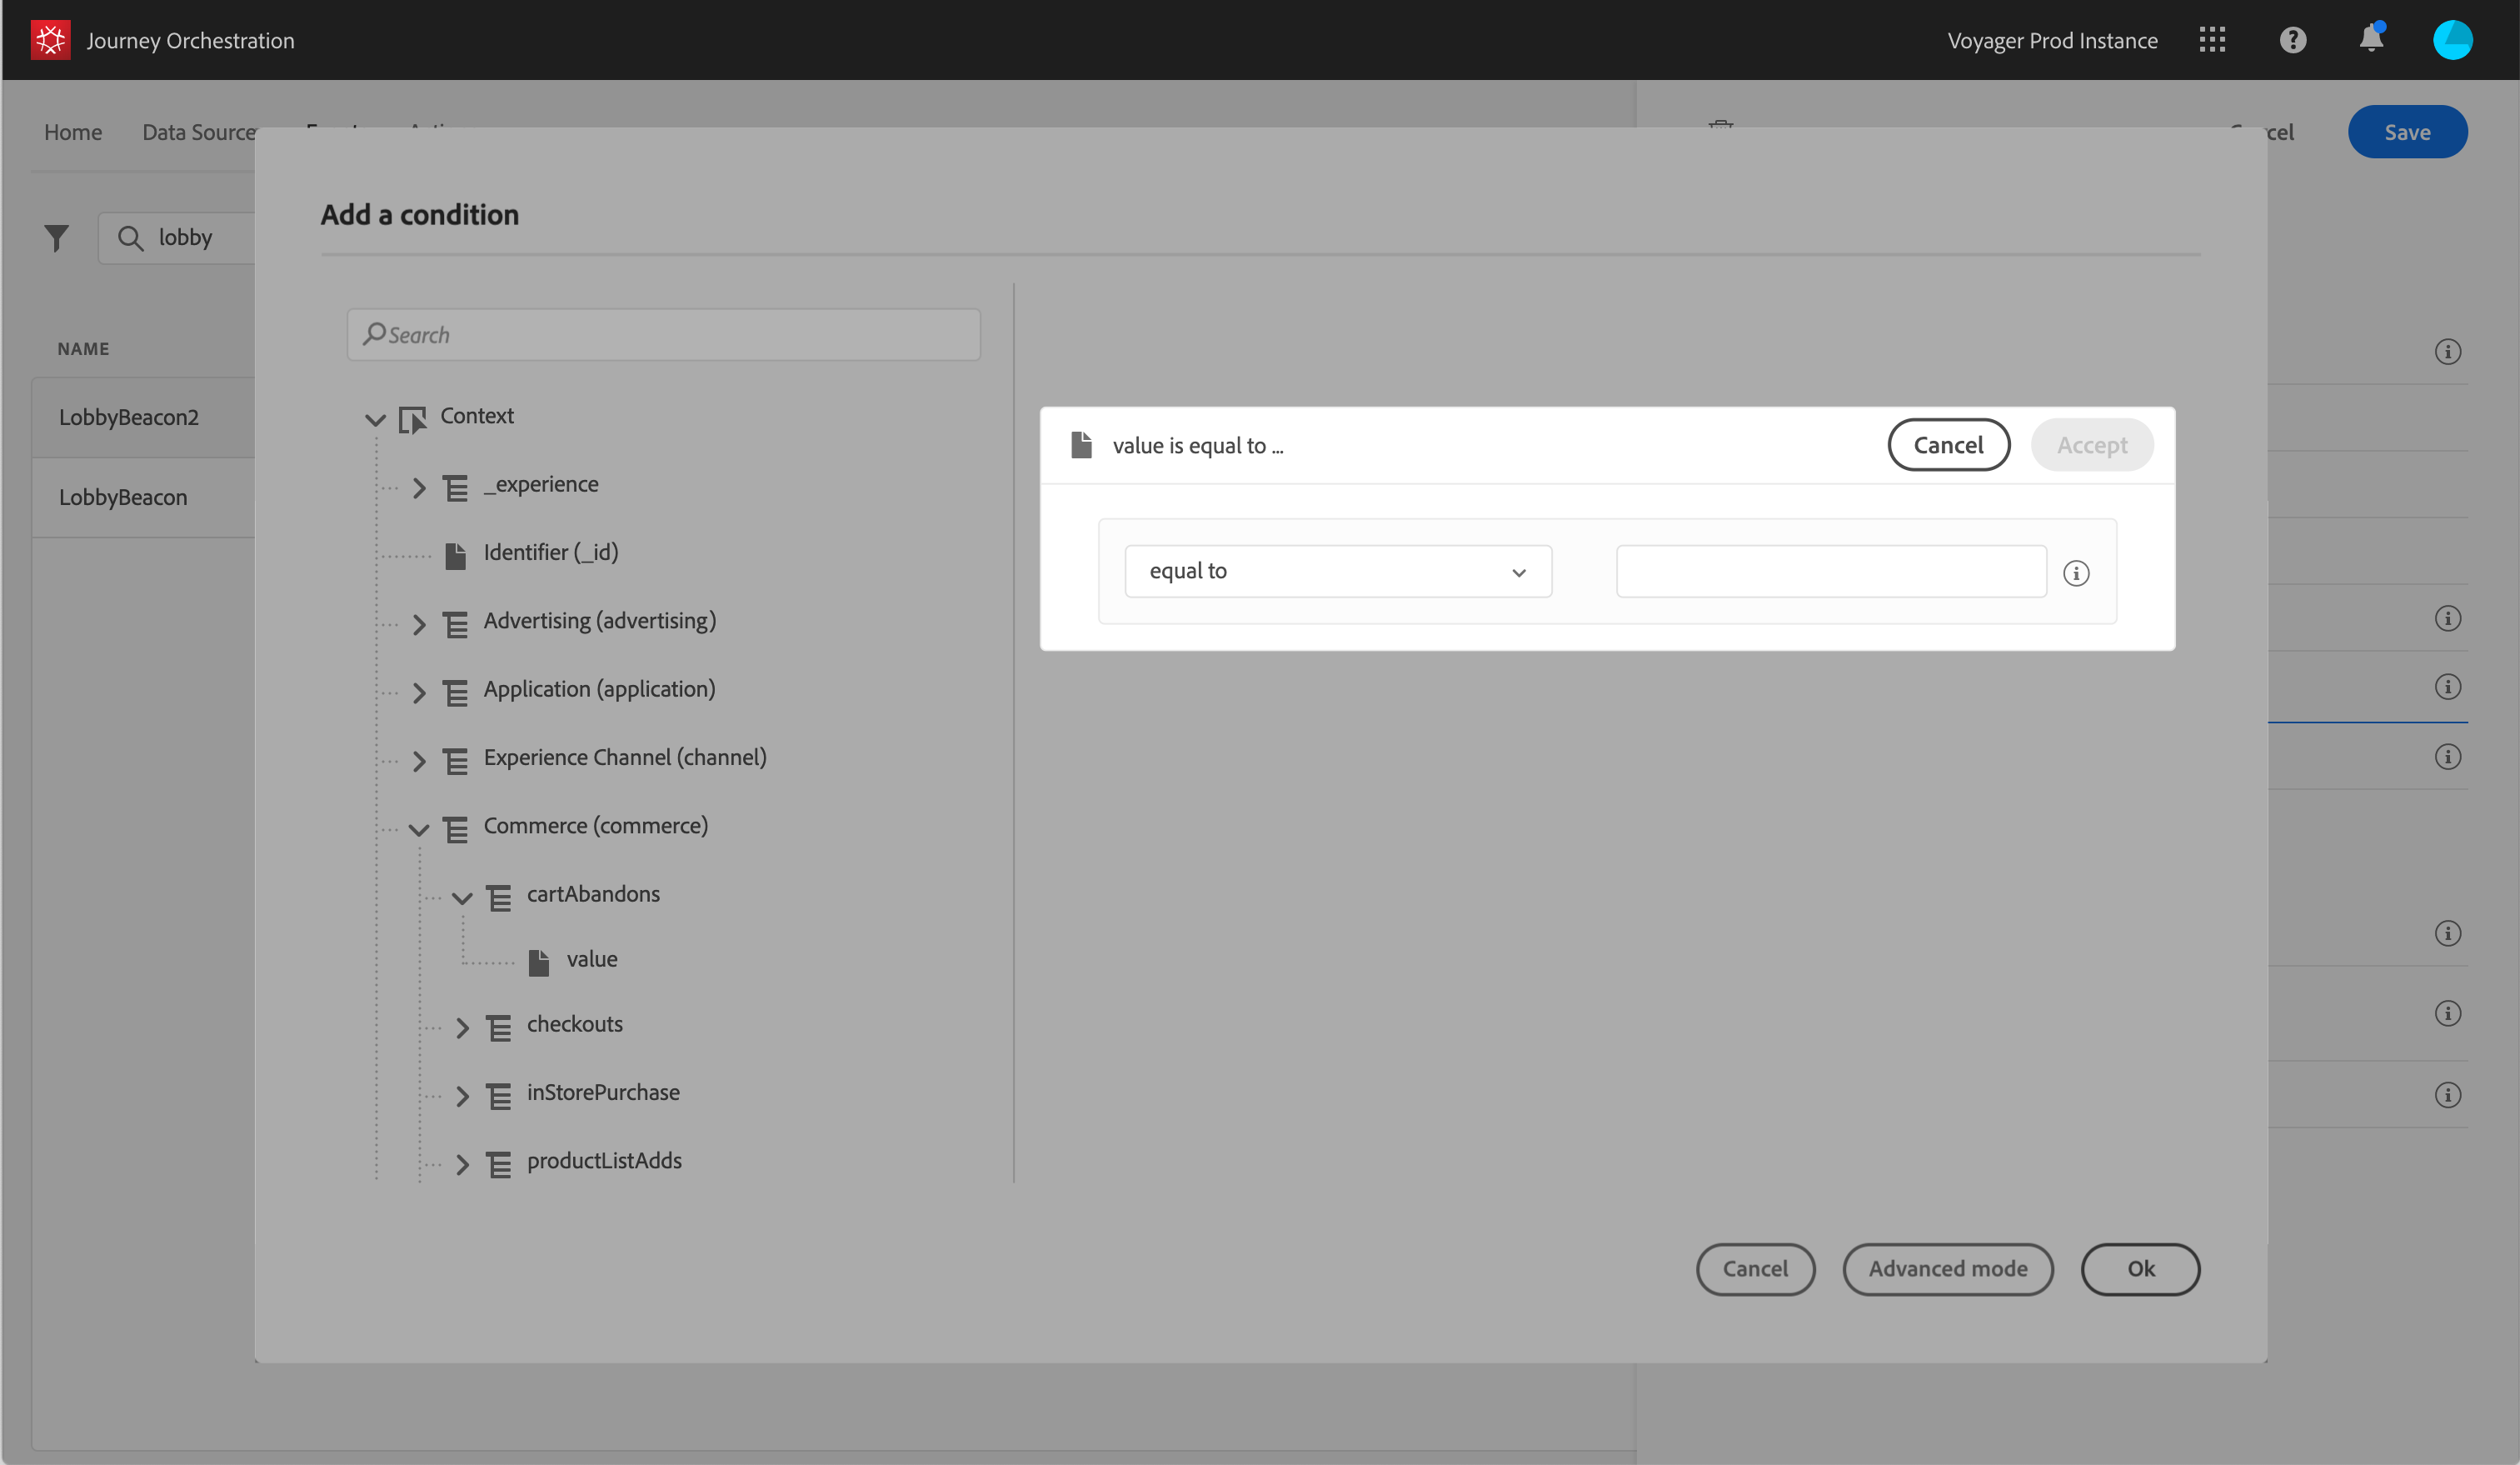 Journey Orchestration
Voyager Prod Instance
Home
Data Source
Save
lobby
NAME
LobbyBeacon2
LobbyBeacon
Add a condition
Search
Context
_experience
Identifier (_id)
Advertising (advertising)
Application (application)
Experience Channel (channel)
Commerce (commerce)
cartAbandons
value
checkouts
inStorePurchase
productListAdds
value is equal to ...
Cancel
Accept
equal to
Cancel
Advanced mode
Ok